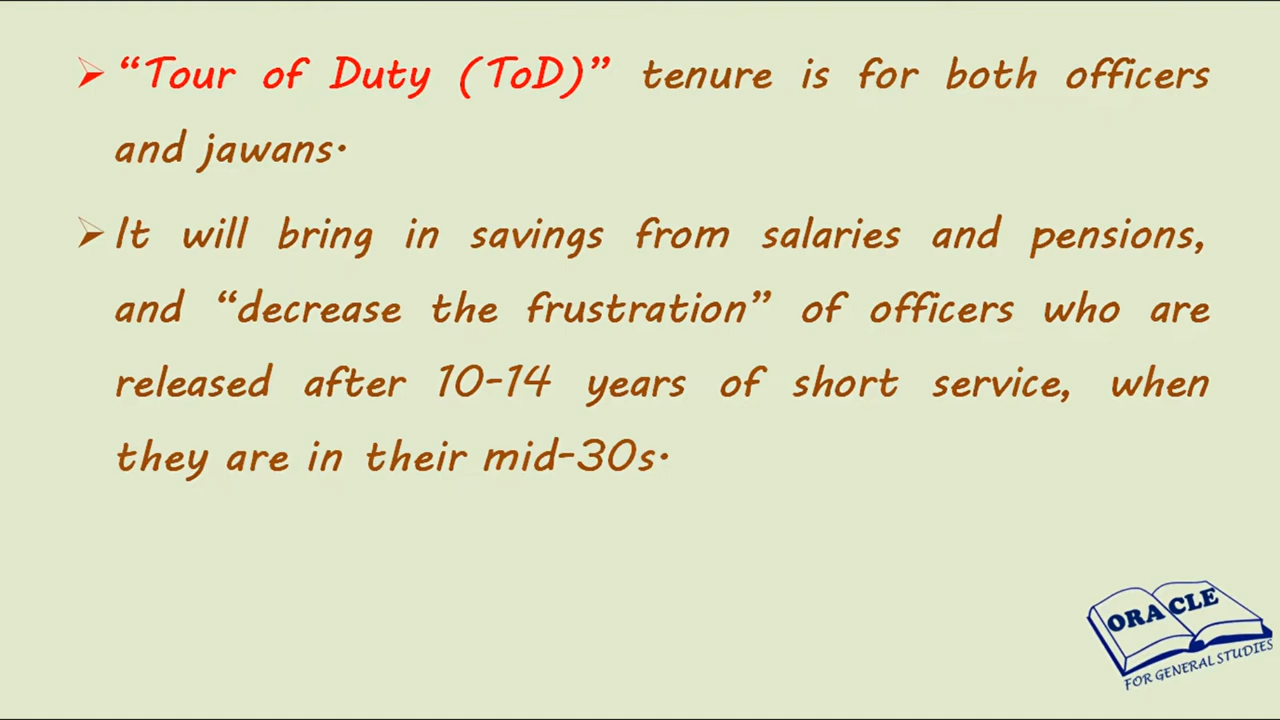 “Tour of Duty (ToD)” tenure is for both officers
and jawans.
It will bring in savings from salaries and pensions,
and “decrease the frustration” of officers who are
released after 10-14 years of short service, when
they are in their mid-30s.
ORACLE
FOR GENERAL STUDIES